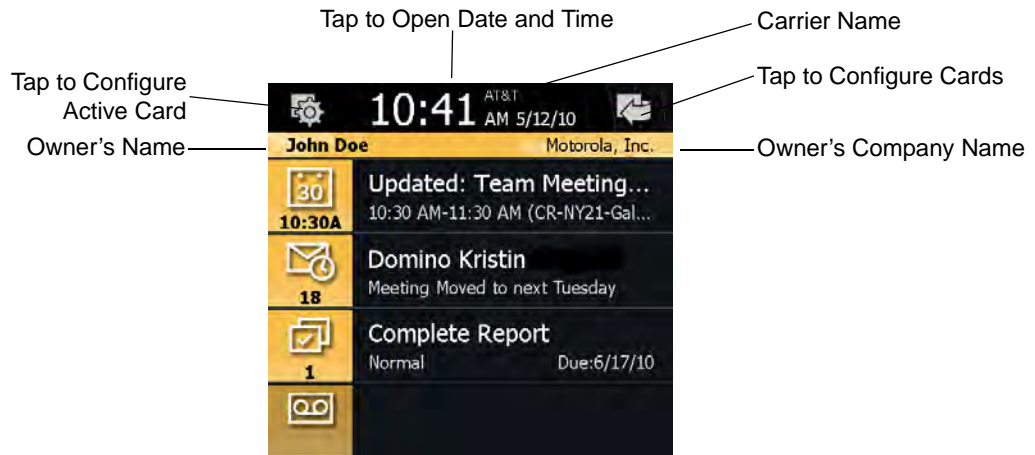 Tap to Open Date and Time
Carrier Name
Tap to Configure Cards
Tap to Configure
Active Card
Owner's Name
Owner's Company Name
10:41 AT&T
AM 5/12/10
John Doe Motorola, Inc.
30
10:30A
Updated: Team Meeting...
10:30 AM-11:30 AM (CR-NY21-Gal...
18
Domino Kristin
Meeting Moved to next Tuesday
1
Complete Report
Normal Due:6/17/10